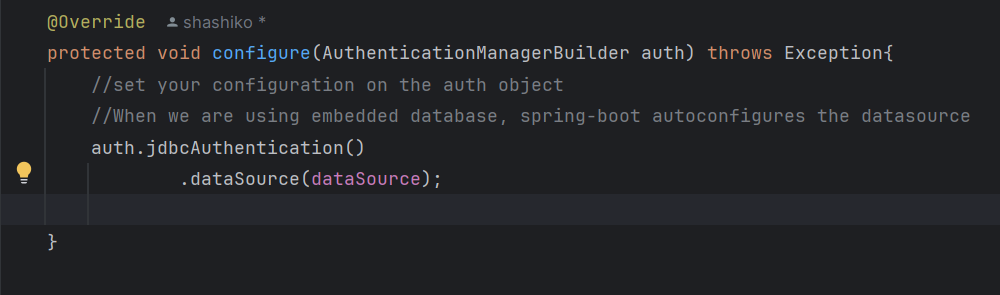 @Override shashiko *
protected void configure(AuthenticationManagerBuilder auth) throws Exception{
//set your configuration on the auth object
//When we are using embedded database, spring-boot autoconfigures the datasource
auth.jdbcAuthentication()
.dataSource(dataSource);
}